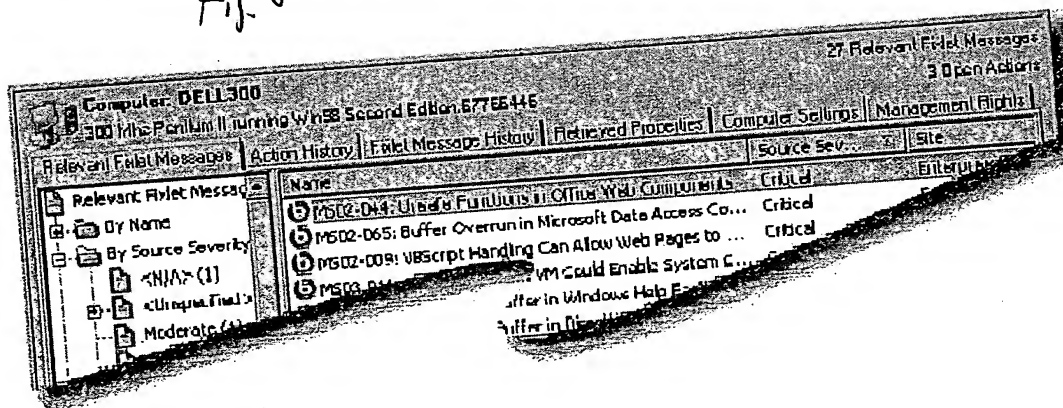 Fig.
27 Relevant Fixlet Messages
3 Open Actions
Computer: DELL300
300 Mhz Pentium II running Win98 Second Edition 67766446
Relevant Fixlet Messages Action History Fixlet Message History Retrieved Properties Computer Settings Management Rights
Relevant Fixlet Messag
Name Source Sev... Site
By Name
MS02-044: Unsafe Functions in Office Web Components Critical
By Source Severity
MS02-065: Buffer Overrun in Microsoft Data Access Co... Critical
<N/A> (1)
MS02-009: VBScript Handling Can Allow Web Pages to ... Critical
<Unspecified>
VM Could Enable System C...
Moderate
uffer in Windows Help
uffer in